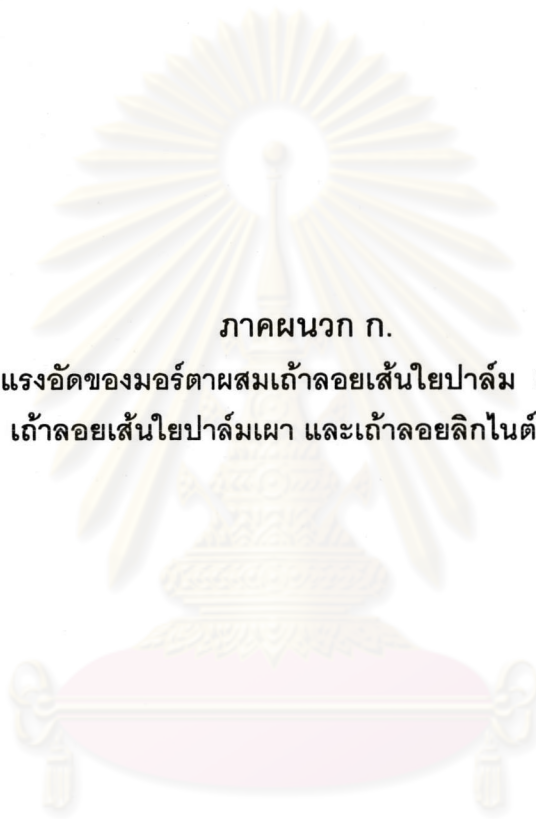 ภาคผนวก ก.
แรงอัดของมอร์ตาผสมเถ้าลอยเส้นใยปาล์ม
เถ้าลอยเส้นใยปาล์มเผา และเถ้าลอยลิกไนต์